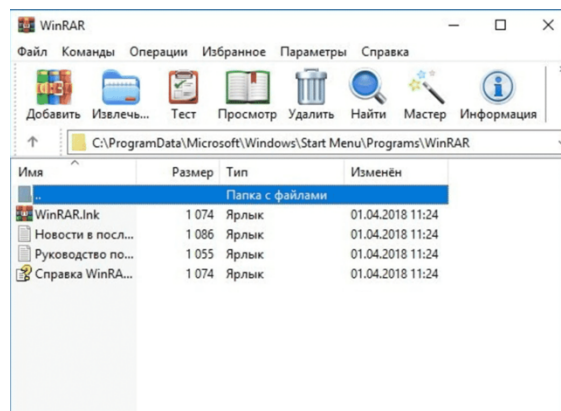 WinRAR
Файл Команды Операции Избранное Параметры Справка
Добавить Извлечь... Тест Просмотр Удалить Найти Мастер Информация
C:\ProgramData\Microsoft\Windows\Start Menu\Programs\WinRAR
Имя Размер Тип Изменён
.. Папка с файлами
WinRAR.lnk 1 074 Ярлык 01.04.2018 11:24
Новости в посл... 1 086 Ярлык 01.04.2018 11:24
Руководство по... 1 055 Ярлык 01.04.2018 11:24
Справка WinRA... 1 074 Ярлык 01.04.2018 11:24